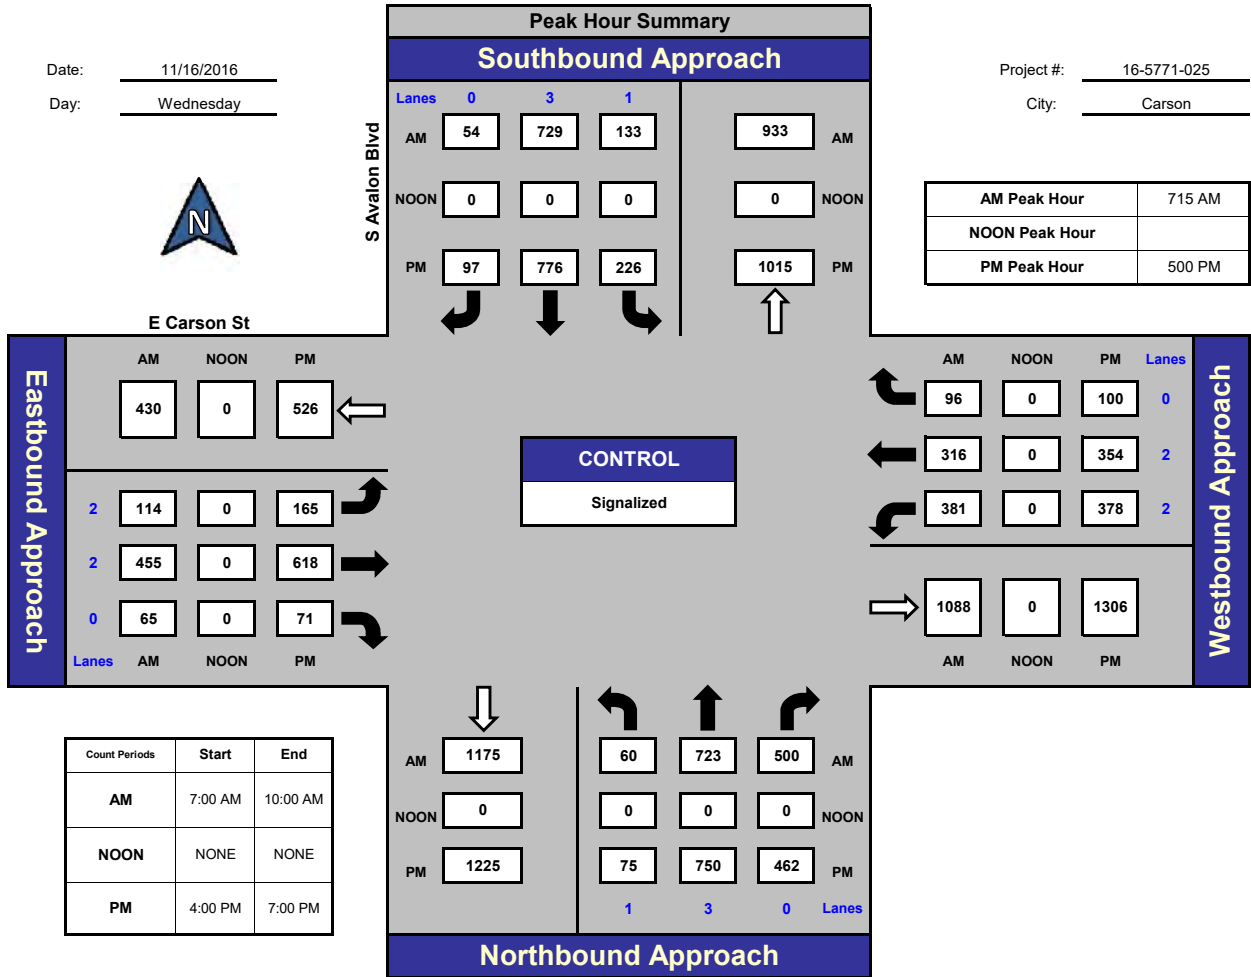 Peak Hour Summary
Southbound Approach
Date: 11/16/2016
Day: Wednesday
Project #: 16-5771-025
City: Carson
N
S Avalon Blvd
Lanes 0 3 1
AM 54 729 133 933 AM
NOON 0 0 0 0 NOON
PM 97 776 226 1015 PM
AM Peak Hour 715 AM
NOON Peak Hour
PM Peak Hour 500 PM
E Carson St
Eastbound Approach
AM NOON PM
430 0 526
2 114 0 165
2 455 0 618
0 65 0 71
Lanes AM NOON PM
CONTROL
Signalized
AM NOON PM Lanes
96 0 100 0
316 0 354 2
381 0 378 2
1088 0 1306
AM NOON PM
Westbound Approach
Count Periods Start End
AM 7:00 AM 10:00 AM
NOON NONE NONE
PM 4:00 PM 7:00 PM
AM 1175 60 723 500 AM
NOON 0 0 0 0 NOON
PM 1225 75 750 462 PM
1 3 0 Lanes
Northbound Approach